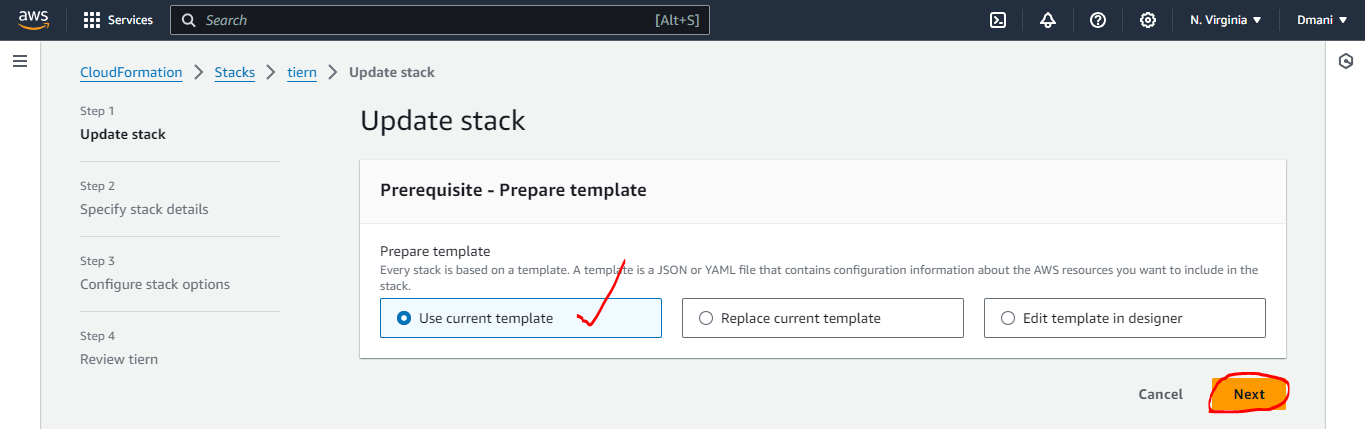 aws Services Search [Alt+S] N. Virginia Dmani
CloudFormation Stacks tiern Update stack
Step 1
Update stack
Step 2
Specify stack details
Step 3
Configure stack options
Step 4
Review tiern
Update stack
Prerequisite - Prepare template
Prepare template
Every stack is based on a template. A template is a JSON or YAML file that contains configuration information about the AWS resources you want to include in the
stack.
Use current template Replace current template Edit template in designer
Cancel Next